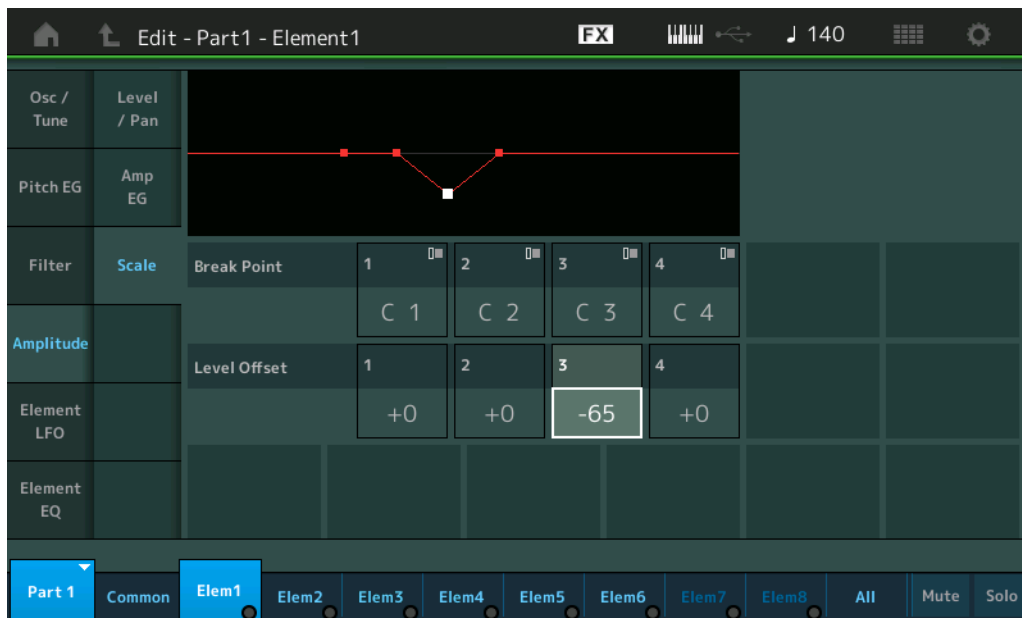 Edit - Part1 - Element1 FX ♩ 140
Osc /
Tune
Level
/ Pan
Pitch EG
Amp
EG
Filter
Scale
Break Point 1 2 3 4
C 1 C 2 C 3 C 4
Amplitude
Level Offset 1 2 3 4
+0 +0 -65 +0
Element
LFO
Element
EQ
Part 1 Common Elem1 Elem2 Elem3 Elem4 Elem5 Elem6 Elem7 Elem8 All Mute Solo